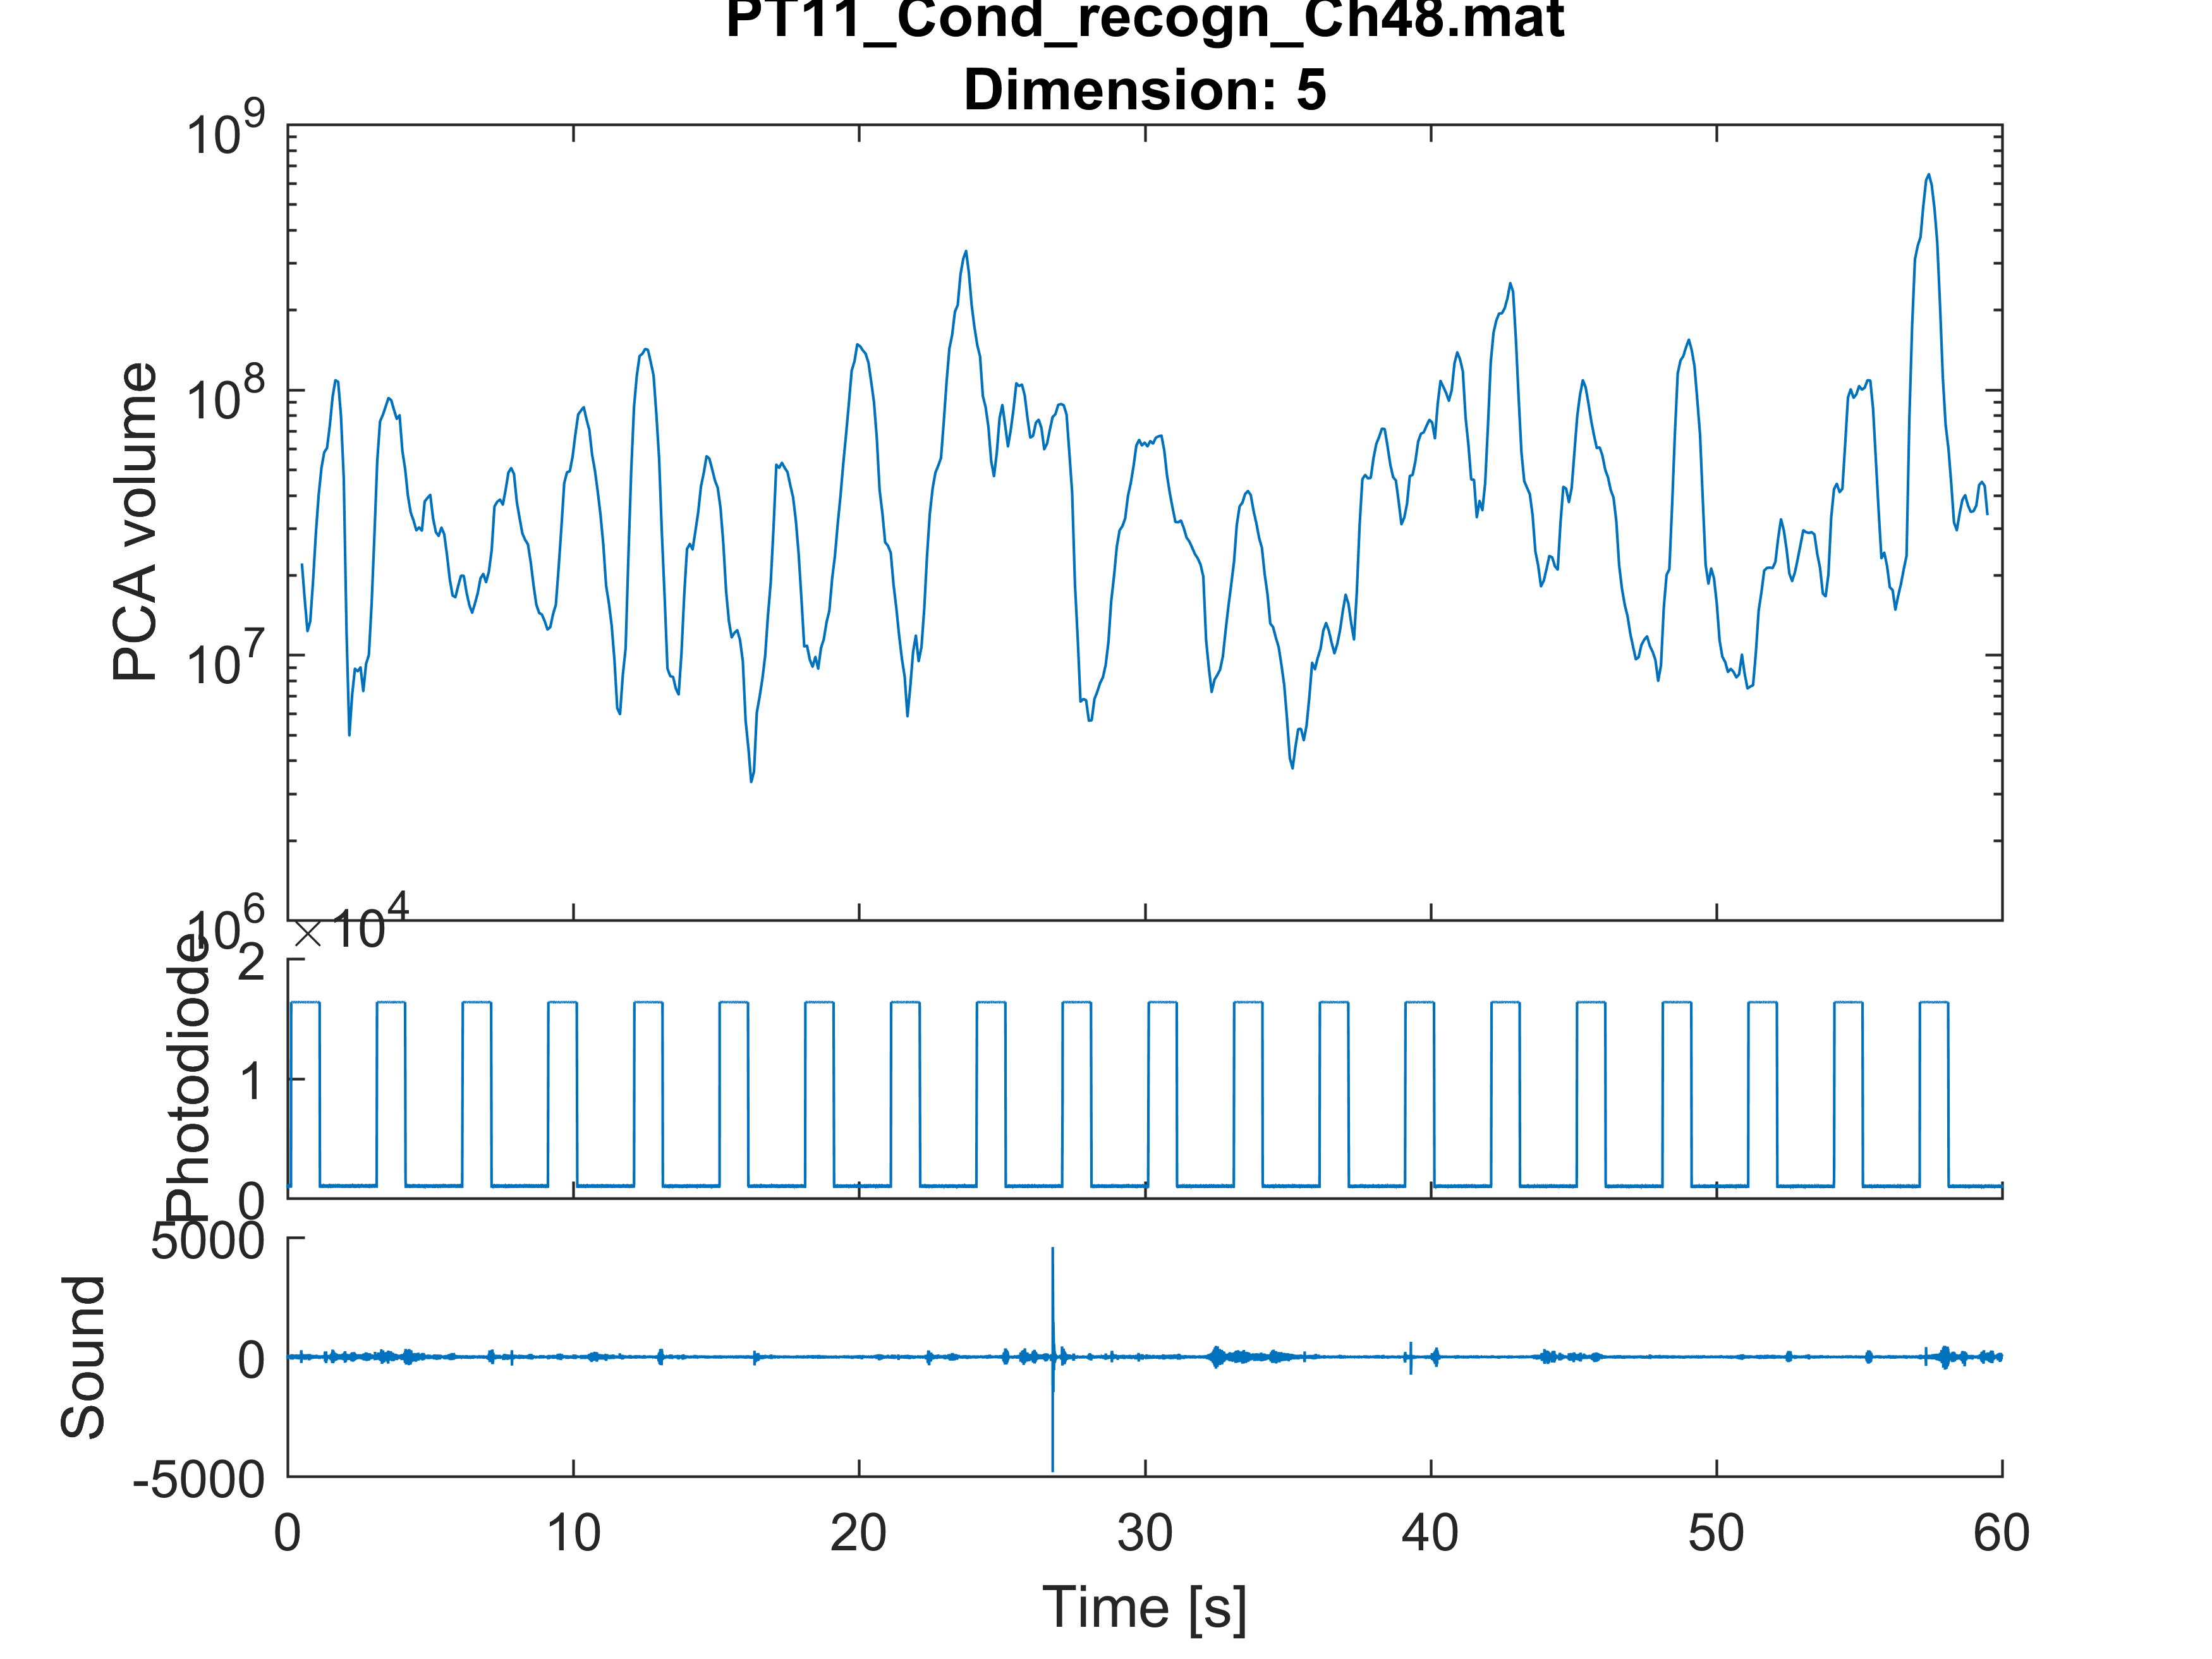 PT11_Cond_recogn_Ch48.mat
Dimension: 5
10^9
10^8
10^7
10^6
PCA volume
× 10^4
2
1
0
Photodiode
5000
0
-5000
Sound
0 10 20 30 40 50 60
Time [s]